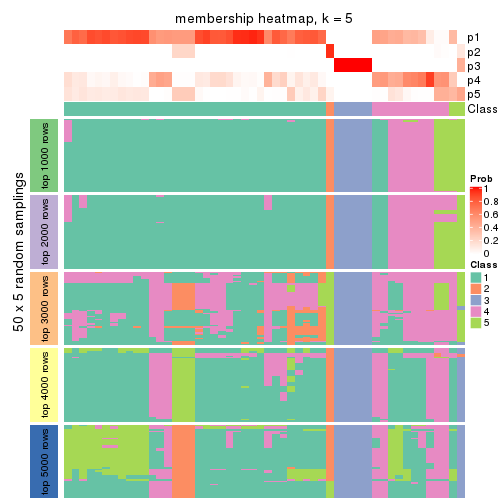 membership heatmap, k = 5
p1
p2
p3
p4
p5
Class
50 x 5 random samplings
top 1000 rows
top 2000 rows
top 3000 rows
top 4000 rows
top 5000 rows
Prob
1
0.8
0.6
0.4
0.2
0
Class
1
2
3
4
5